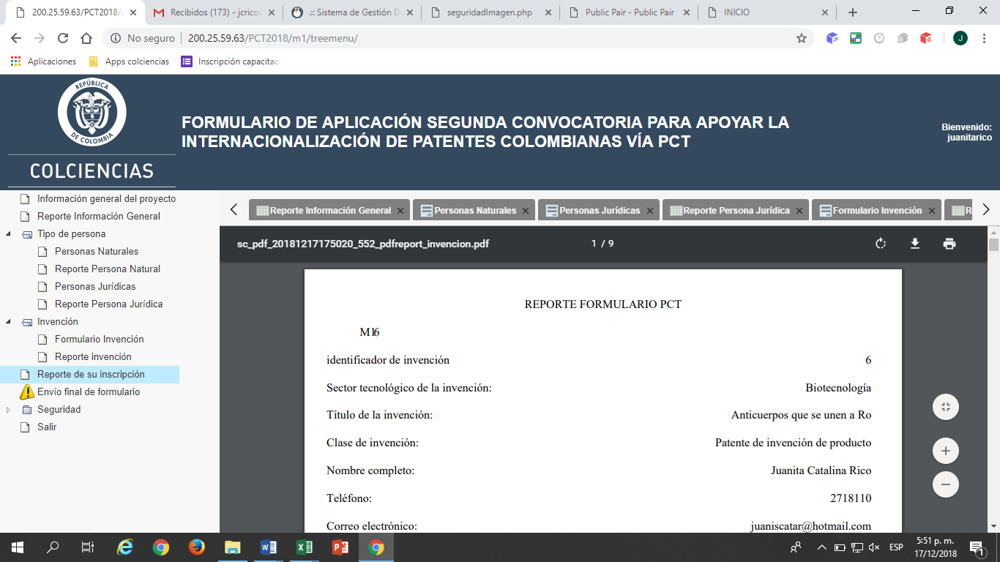 200.25.59.63/PCT2018/
Recibidos (173) - jcrico
.:: Sistema de Gestión D
seguridadImagen.php
Public Pair - Public Pair
INICIO
No seguro
200.25.59.63/PCT2018/m1/treemenu/
J
Aplicaciones
Apps colciencias
Inscripción capacitaci
REPÚBLICA
DE COLOMBIA
COLCIENCIAS
FORMULARIO DE APLICACIÓN SEGUNDA CONVOCATORIA PARA APOYAR LA
INTERNACIONALIZACIÓN DE PATENTES COLOMBIANAS VÍA PCT
Bienvenido:
juanitarico
Información general del proyecto
Reporte Información General
Tipo de persona
Personas Naturales
Reporte Persona Natural
Personas Jurídicas
Reporte Persona Jurídica
Invención
Formulario Invención
Reporte invención
Reporte de su inscripción
Envío final de formulario
Seguridad
Salir
Reporte Información General
Personas Naturales
Personas Jurídicas
Reporte Persona Jurídica
Formulario Invención
R
sc_pdf_20181217175020_552_pdfreport_invencion.pdf
1 / 9
REPORTE FORMULARIO PCT
M16
identificador de invención 6
Sector tecnológico de la invención: Biotecnología
Título de la invención: Anticuerpos que se unen a Ro
Clase de invención: Patente de invención de producto
Nombre completo: Juanita Catalina Rico
Teléfono: 2718110
Correo electrónico: juaniscatar@hotmail.com
ESP
5:51 p. m.
17/12/2018
1